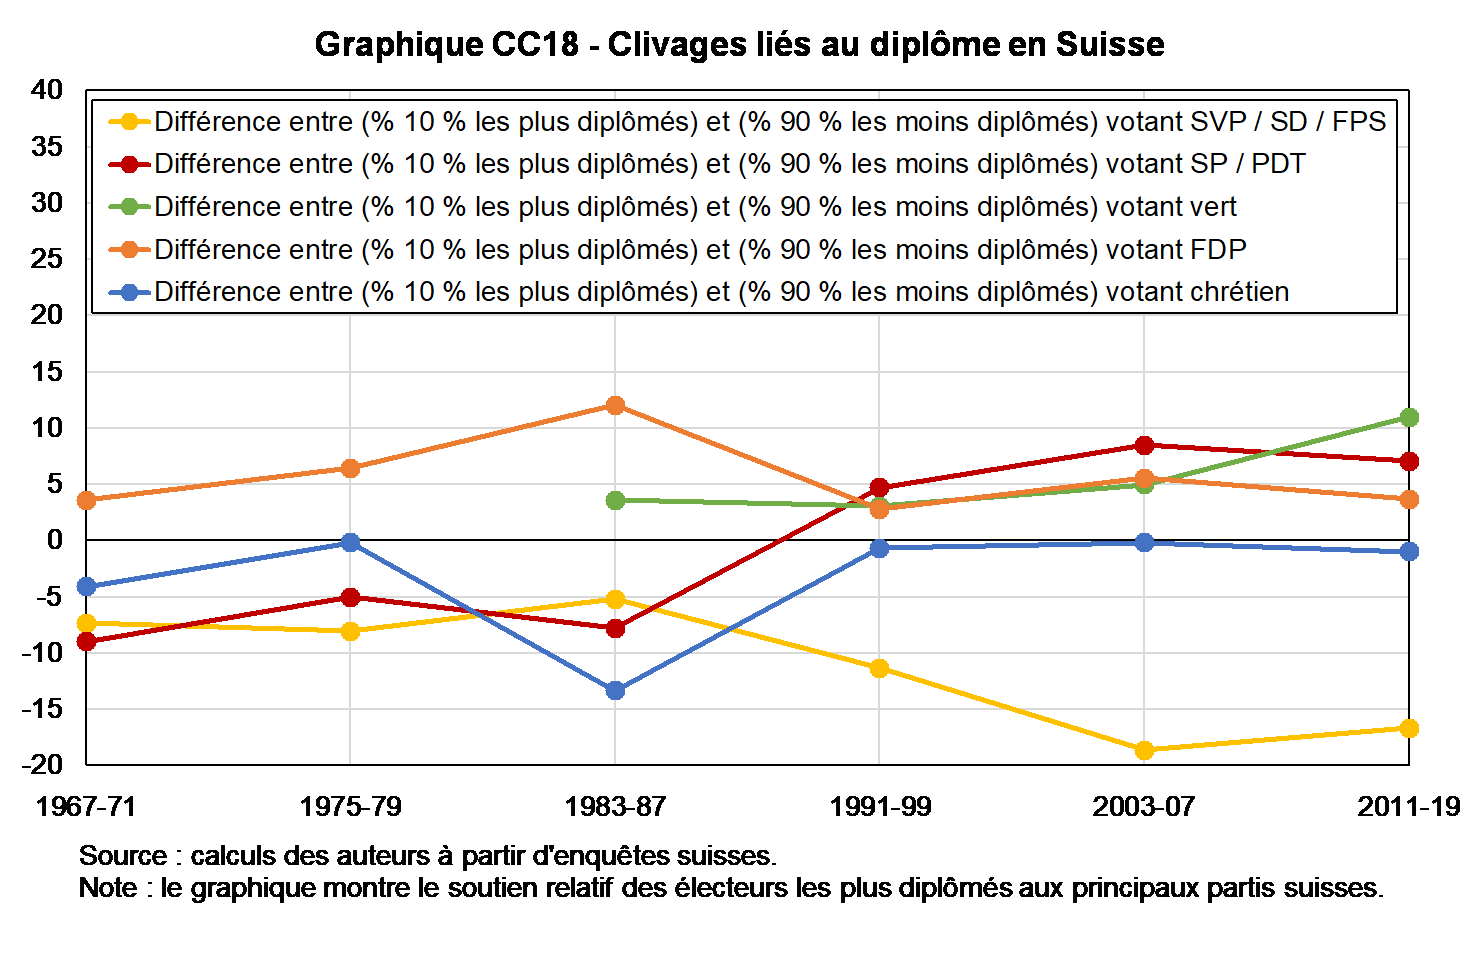 Graphique CC18 - Clivages liés au diplôme en Suisse
40
35
30
25
20
15
10
5
0
-5
-10
-15
-20
Différence entre (% 10 % les plus diplômés) et (% 90 % les moins diplômés) votant SVP / SD / FPS
Différence entre (% 10 % les plus diplômés) et (% 90 % les moins diplômés) votant SP / PDT
Différence entre (% 10 % les plus diplômés) et (% 90 % les moins diplômés) votant vert
Différence entre (% 10 % les plus diplômés) et (% 90 % les moins diplômés) votant FDP
Différence entre (% 10 % les plus diplômés) et (% 90 % les moins diplômés) votant chrétien
1967-71 1975-79 1983-87 1991-99 2003-07 2011-19
Source : calculs des auteurs à partir d'enquêtes suisses.
Note : le graphique montre le soutien relatif des électeurs les plus diplômés aux principaux partis suisses.